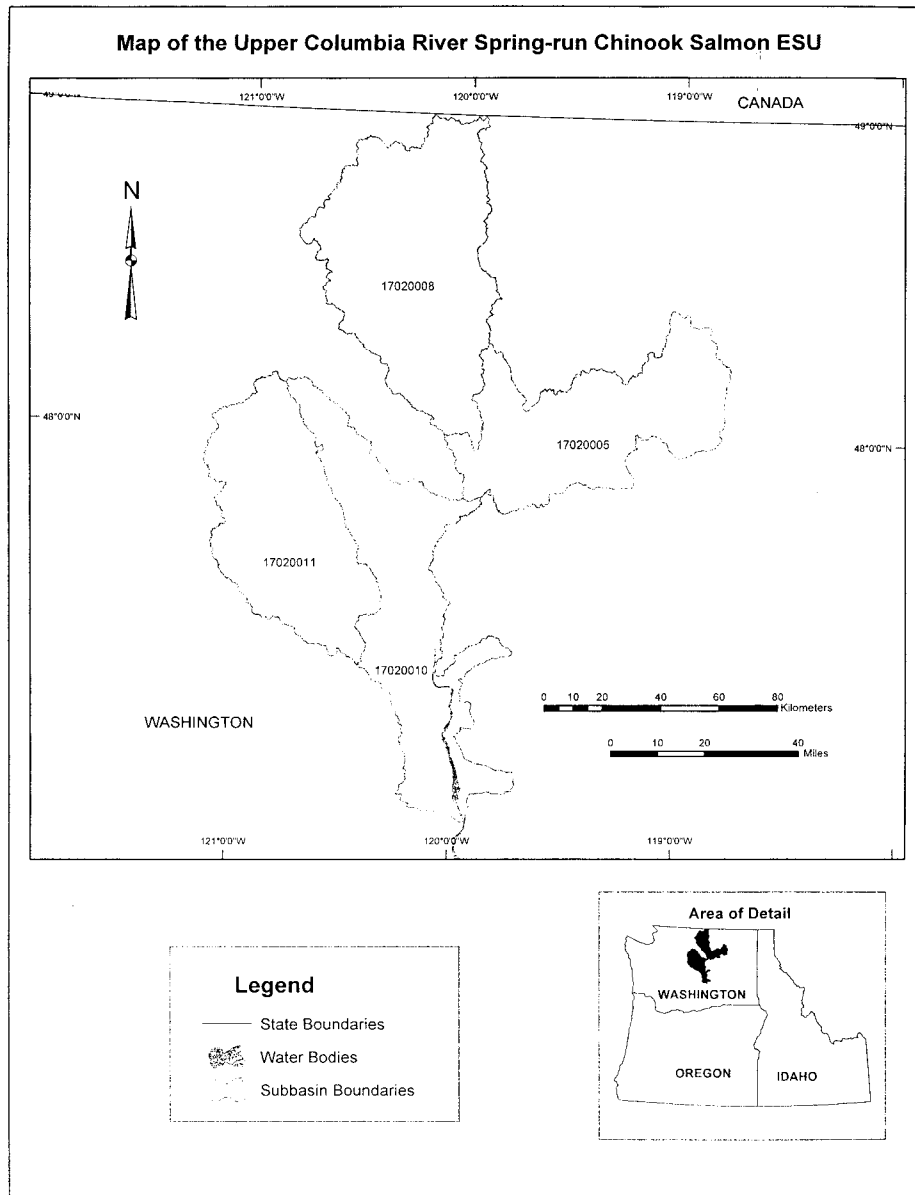 Map of the Upper Columbia River Spring-run Chinook Salmon ESU
121°0'0"W 120°0'0"W 119°0'0"W
CANADA
49°0'0"N
N
17020008
48°0'0"N
17020005
48°0'0"N
17020011
17020010
0 10 20 40 60 80
Kilometers
WASHINGTON
0 10 20 40
Miles
121°0'0"W 120°0'0"W 119°0'0"W
Area of Detail
WASHINGTON
OREGON IDAHO
Legend
State Boundaries
Water Bodies
Subbasin Boundaries